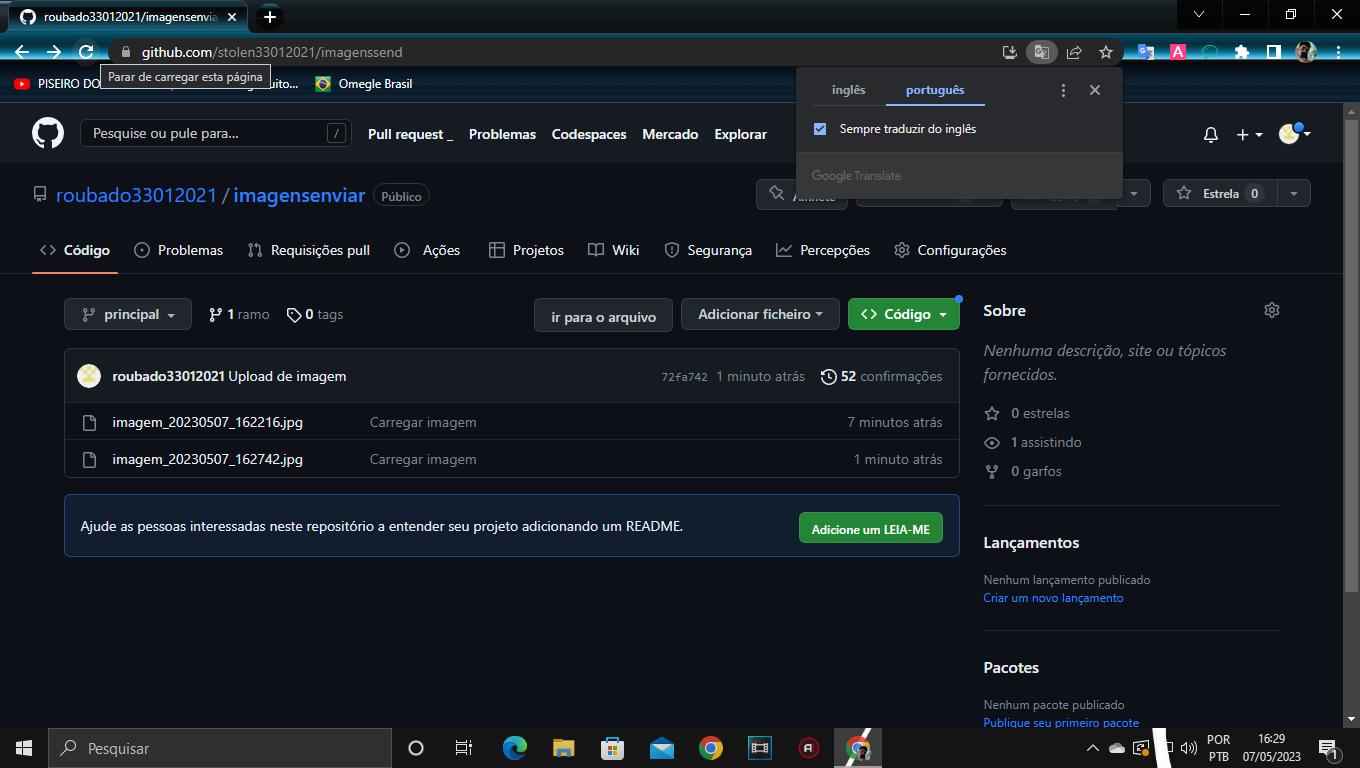 roubado33012021/imagensenvia
github.com/stolen33012021/imagenssend
Parar de carregar esta página
PISEIRO DO
uito...
Omegle Brasil
inglês
português
Sempre traduzir do inglês
Google Translate
Pesquise ou pule para...
/
Pull request _
Problemas
Codespaces
Mercado
Explorar
roubado33012021 / imagensenviar
Público
Estrela 0
Código
Problemas
Requisições pull
Ações
Projetos
Wiki
Segurança
Percepções
Configurações
principal
1 ramo
0 tags
ir para o arquivo
Adicionar ficheiro
Código
roubado33012021 Upload de imagem
72fa742 1 minuto atrás
52 confirmações
imagem_20230507_162216.jpg
Carregar imagem
7 minutos atrás
imagem_20230507_162742.jpg
Carregar imagem
1 minuto atrás
Ajude as pessoas interessadas neste repositório a entender seu projeto adicionando um README.
Adicione um LEIA-ME
Sobre
Nenhuma descrição, site ou tópicos
fornecidos.
0 estrelas
1 assistindo
0 garfos
Lançamentos
Nenhum lançamento publicado
Criar um novo lançamento
Pacotes
Nenhum pacote publicado
Publique seu primeiro pacote
Pesquisar
POR
PTB
16:29
07/05/2023
1